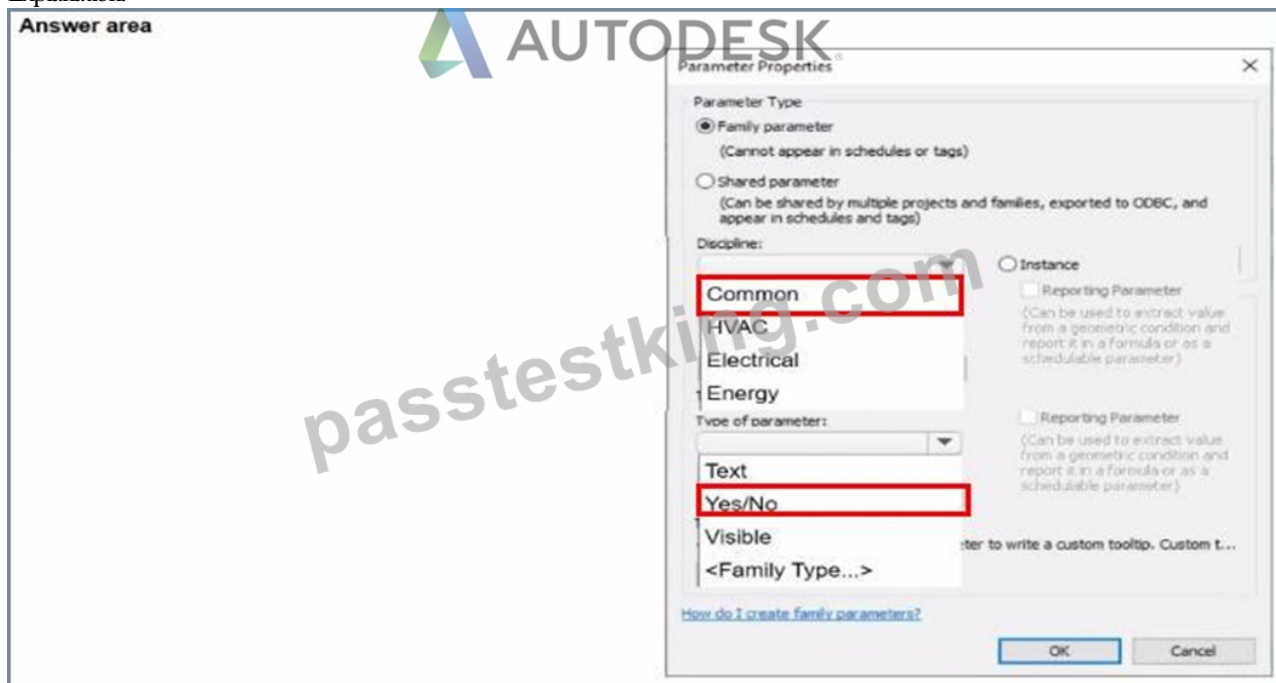 Answer area
AUTODESK
Parameter Properties
Parameter Type
Family parameter
(Cannot appear in schedules or tags)
Shared parameter
(Can be shared by multiple projects and families, exported to ODBC, and
appear in schedules and tags)
Discipline:
Instance
Common
HVAC
Electrical
Energy
Reporting Parameter
(Can be used to extract value
from a geometric condition and
report it in a formula or as a
schedulable parameter)
Type of parameter:
Text
Yes/No
Visible
<Family Type...>
Reporting Parameter
(Can be used to extract value
from a geometric condition and
report it in a formula or as a
schedulable parameter)
ter to write a custom tooltip. Custom t...
How do I create family parameters?
OK
Cancel
passtestking.com